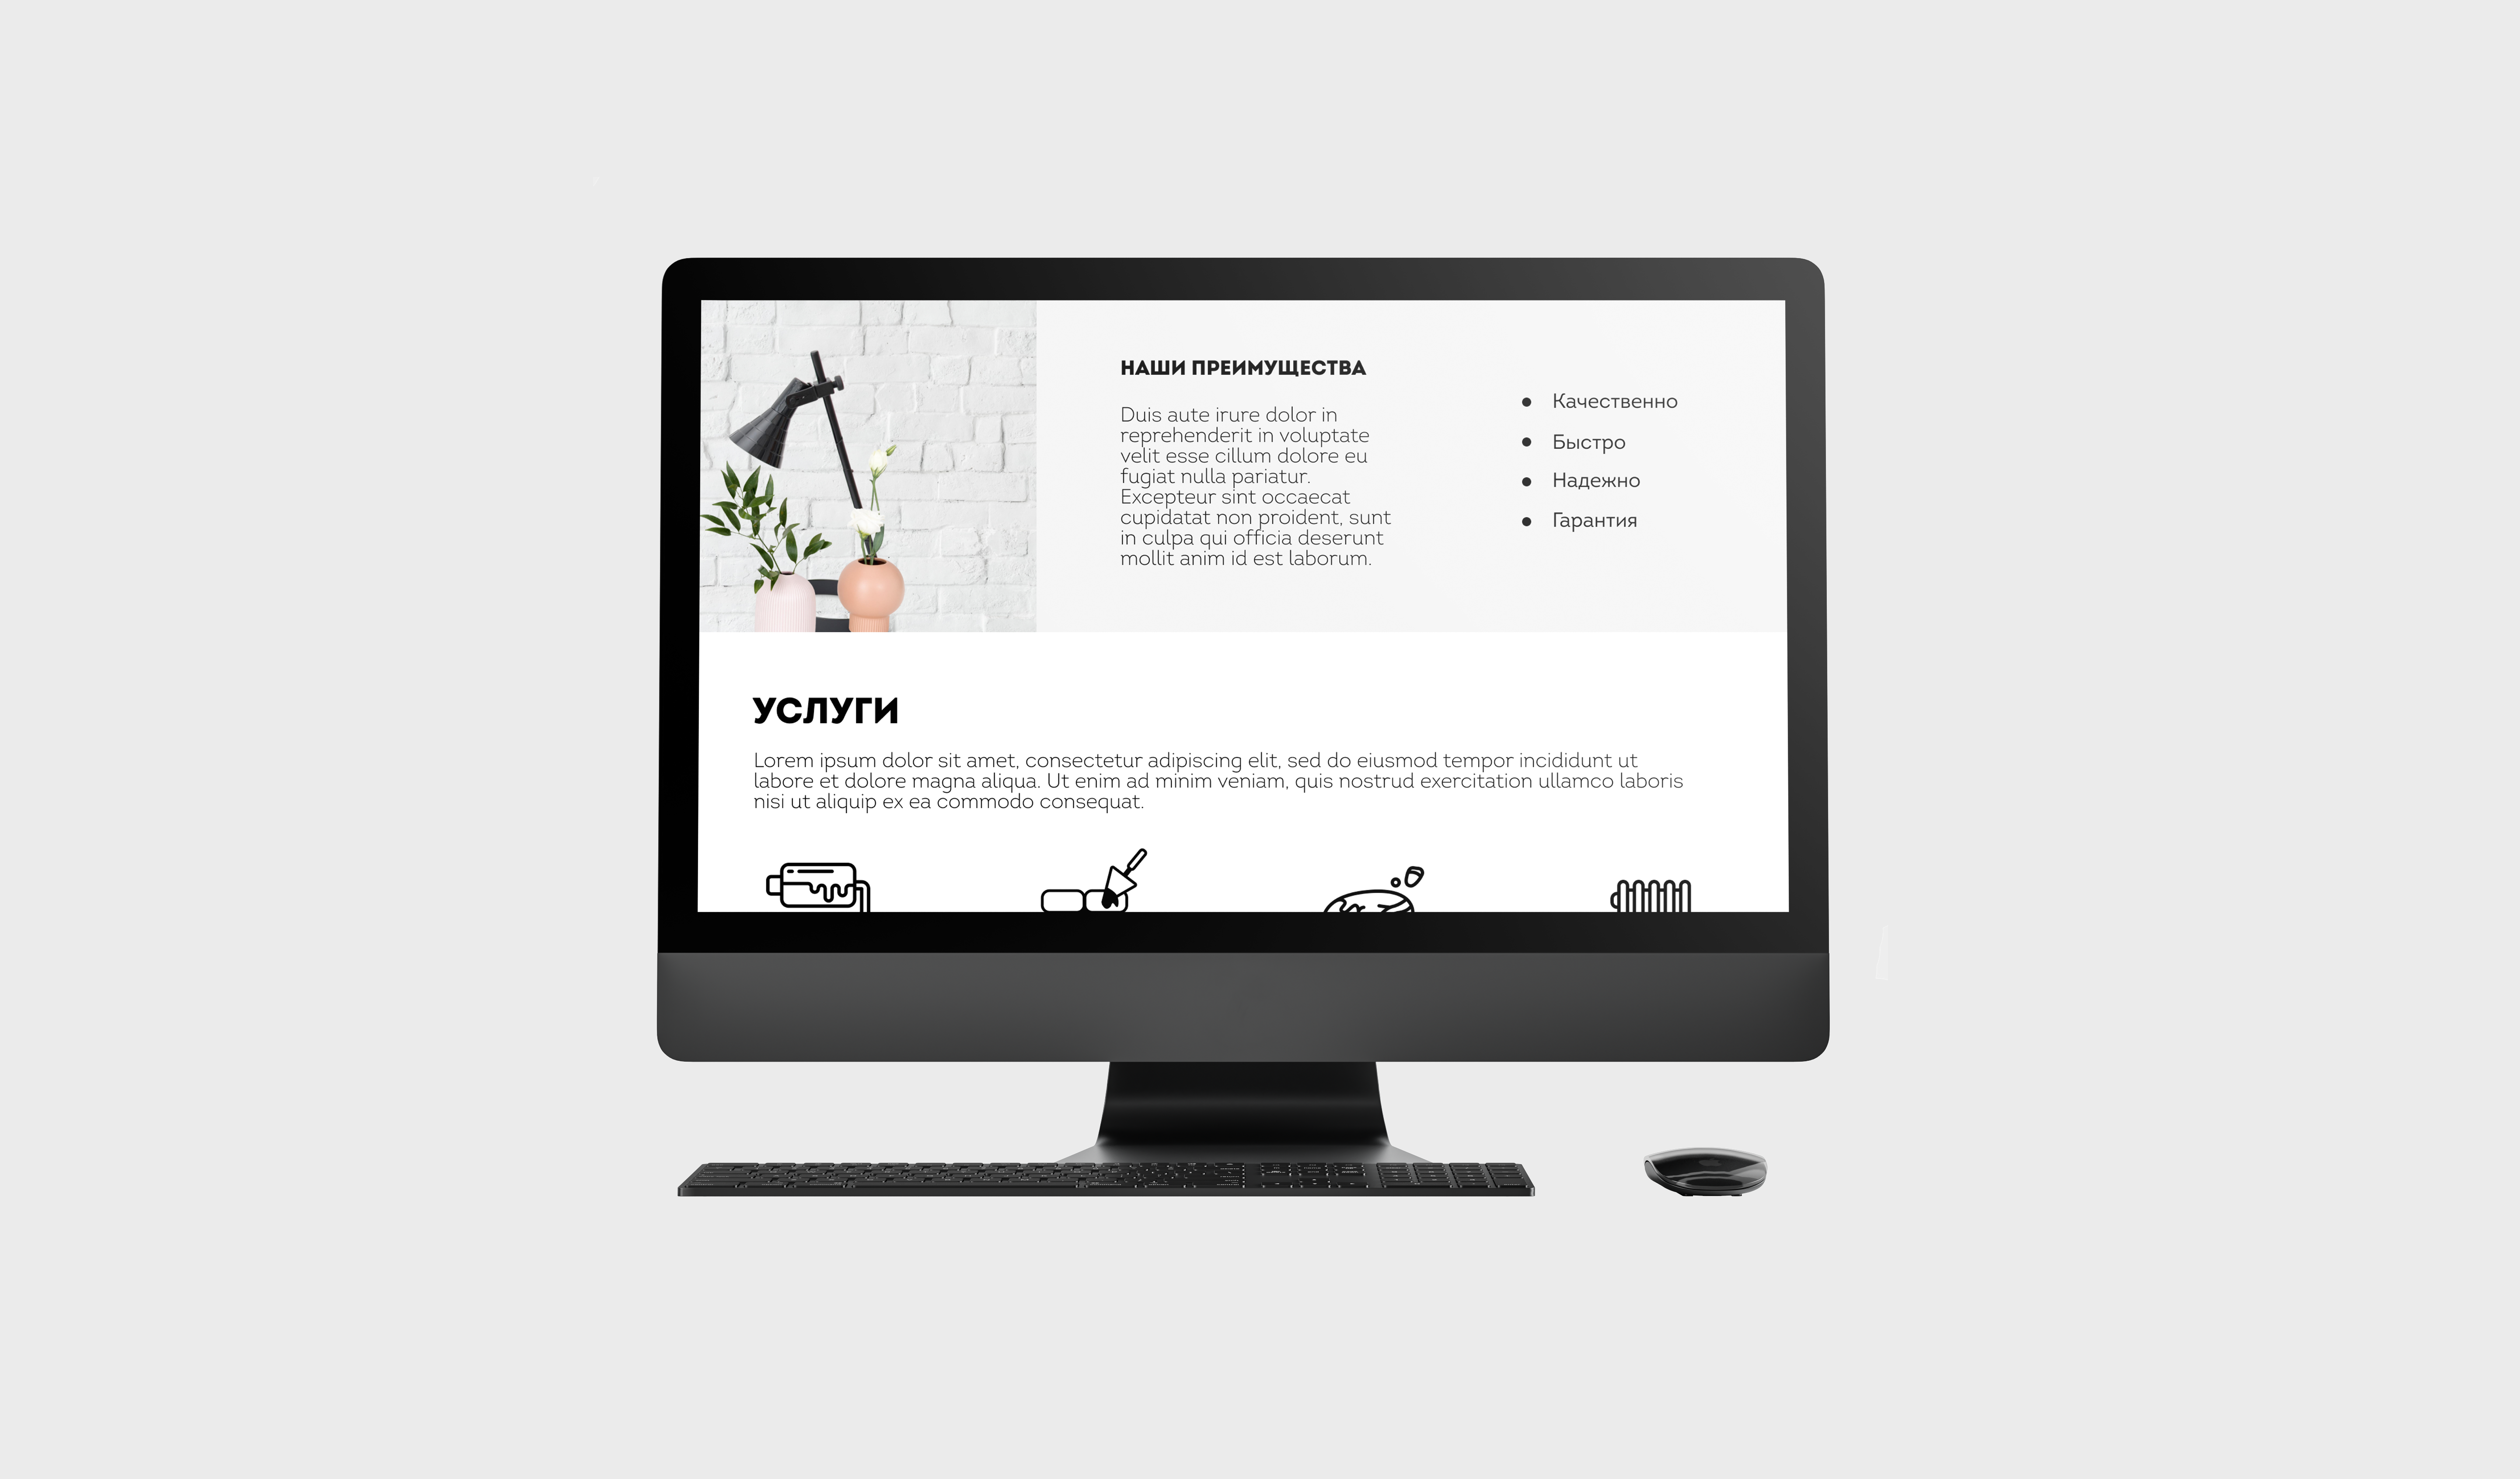 НАШИ ПРЕИМУЩЕСТВА
Duis aute irure dolor in
reprehenderit in voluptate
velit esse cillum dolore eu
fugiat nulla pariatur.
Excepteur sint occaecat
cupidatat non proident, sunt
in culpa qui officia deserunt
mollit anim id est laborum.
Качественно
Быстро
Надежно
Гарантия
УСЛУГИ
Lorem ipsum dolor sit amet, consectetur adipiscing elit, sed do eiusmod tempor incididunt ut
labore et dolore magna aliqua. Ut enim ad minim veniam, quis nostrud exercitation ullamco laboris
nisi ut aliquip ex ea commodo consequat.